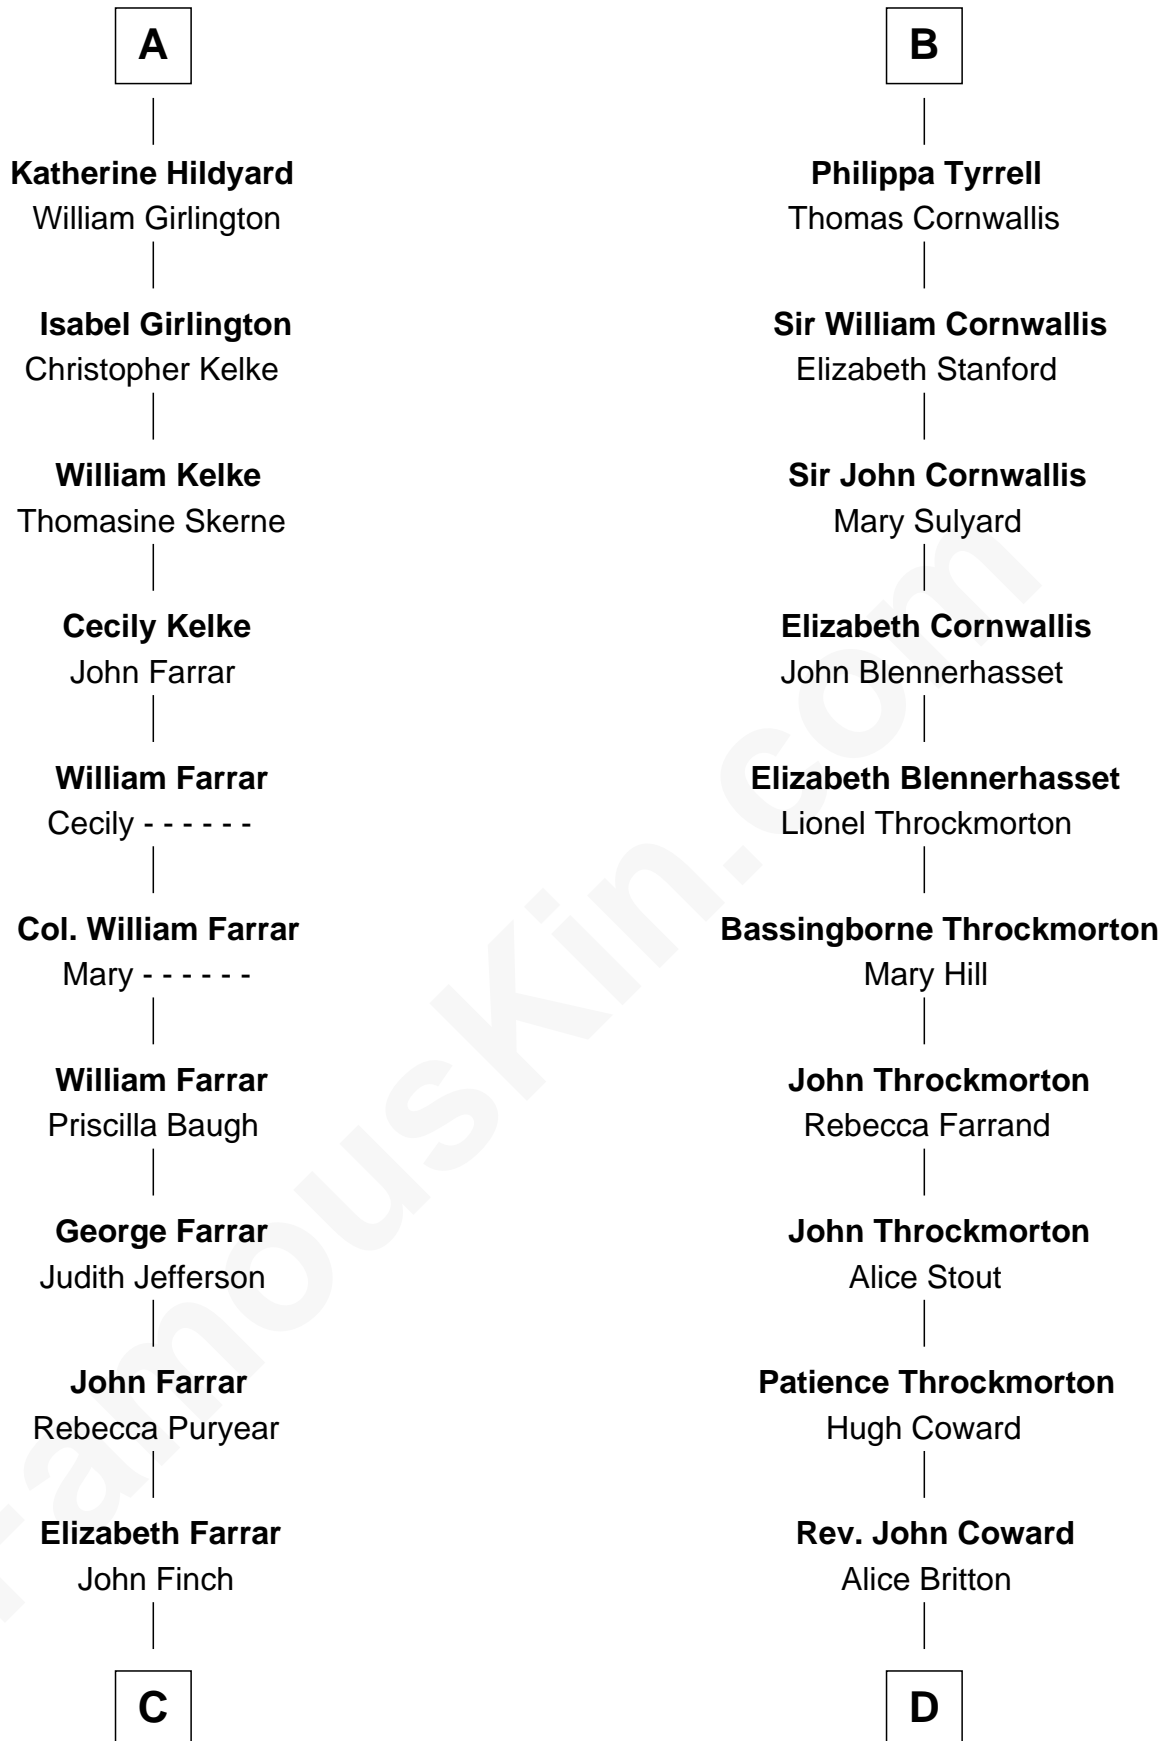 A
Katherine Hildyard
William Girlington
Isabel Girlington
Christopher Kelke
William Kelke
Thomasine Skerne
Cecily Kelke
John Farrar
William Farrar
Cecily - - - - - -
Col. William Farrar
Mary - - - - - -
William Farrar
Priscilla Baugh
George Farrar
Judith Jefferson
John Farrar
Rebecca Puryear
Elizabeth Farrar
John Finch
C
B
Philippa Tyrrell
Thomas Cornwallis
Sir William Cornwallis
Elizabeth Stanford
Sir John Cornwallis
Mary Sulyard
Elizabeth Cornwallis
John Blennerhasset
Elizabeth Blennerhasset
Lionel Throckmorton
Bassingborne Throckmorton
Mary Hill
John Throckmorton
Rebecca Farrand
John Throckmorton
Alice Stout
Patience Throckmorton
Hugh Coward
Rev. John Coward
Alice Britton
D
FamousKin.com